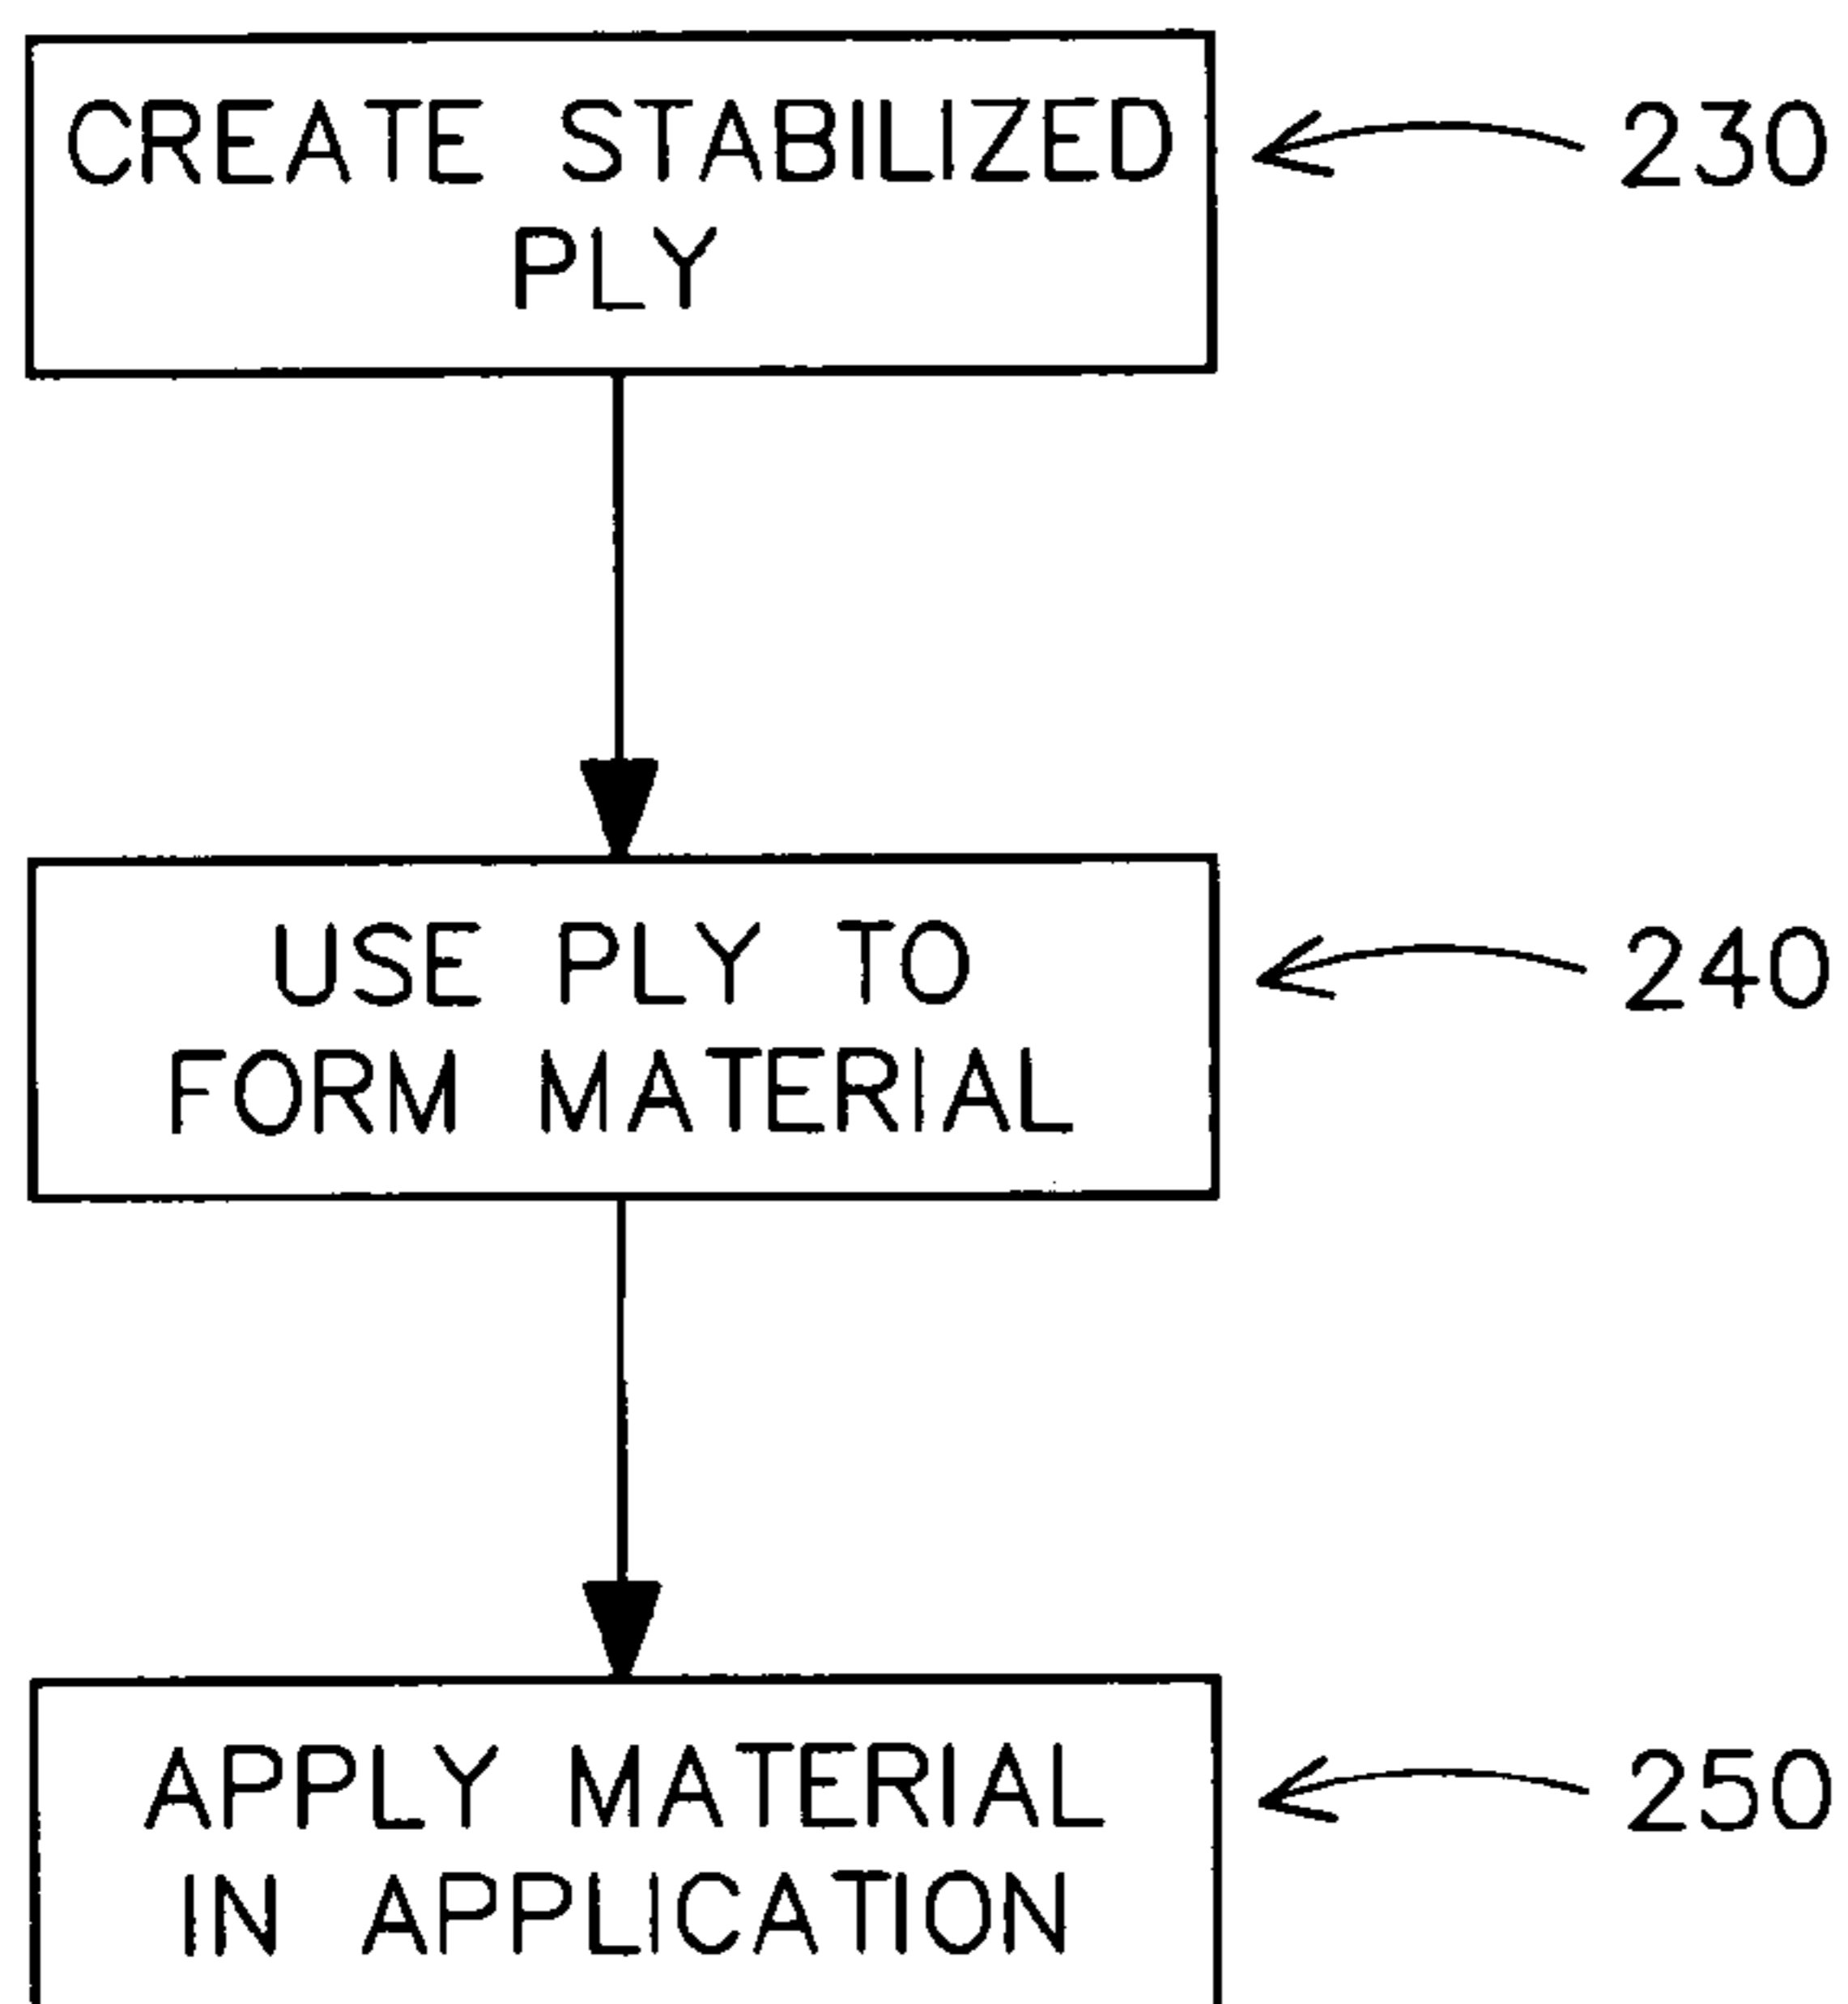 CREATE STABILIZED
PLY
230
USE PLY TO
FORM MATERIAL
240
APPLY MATERIAL
IN APPLICATION
250